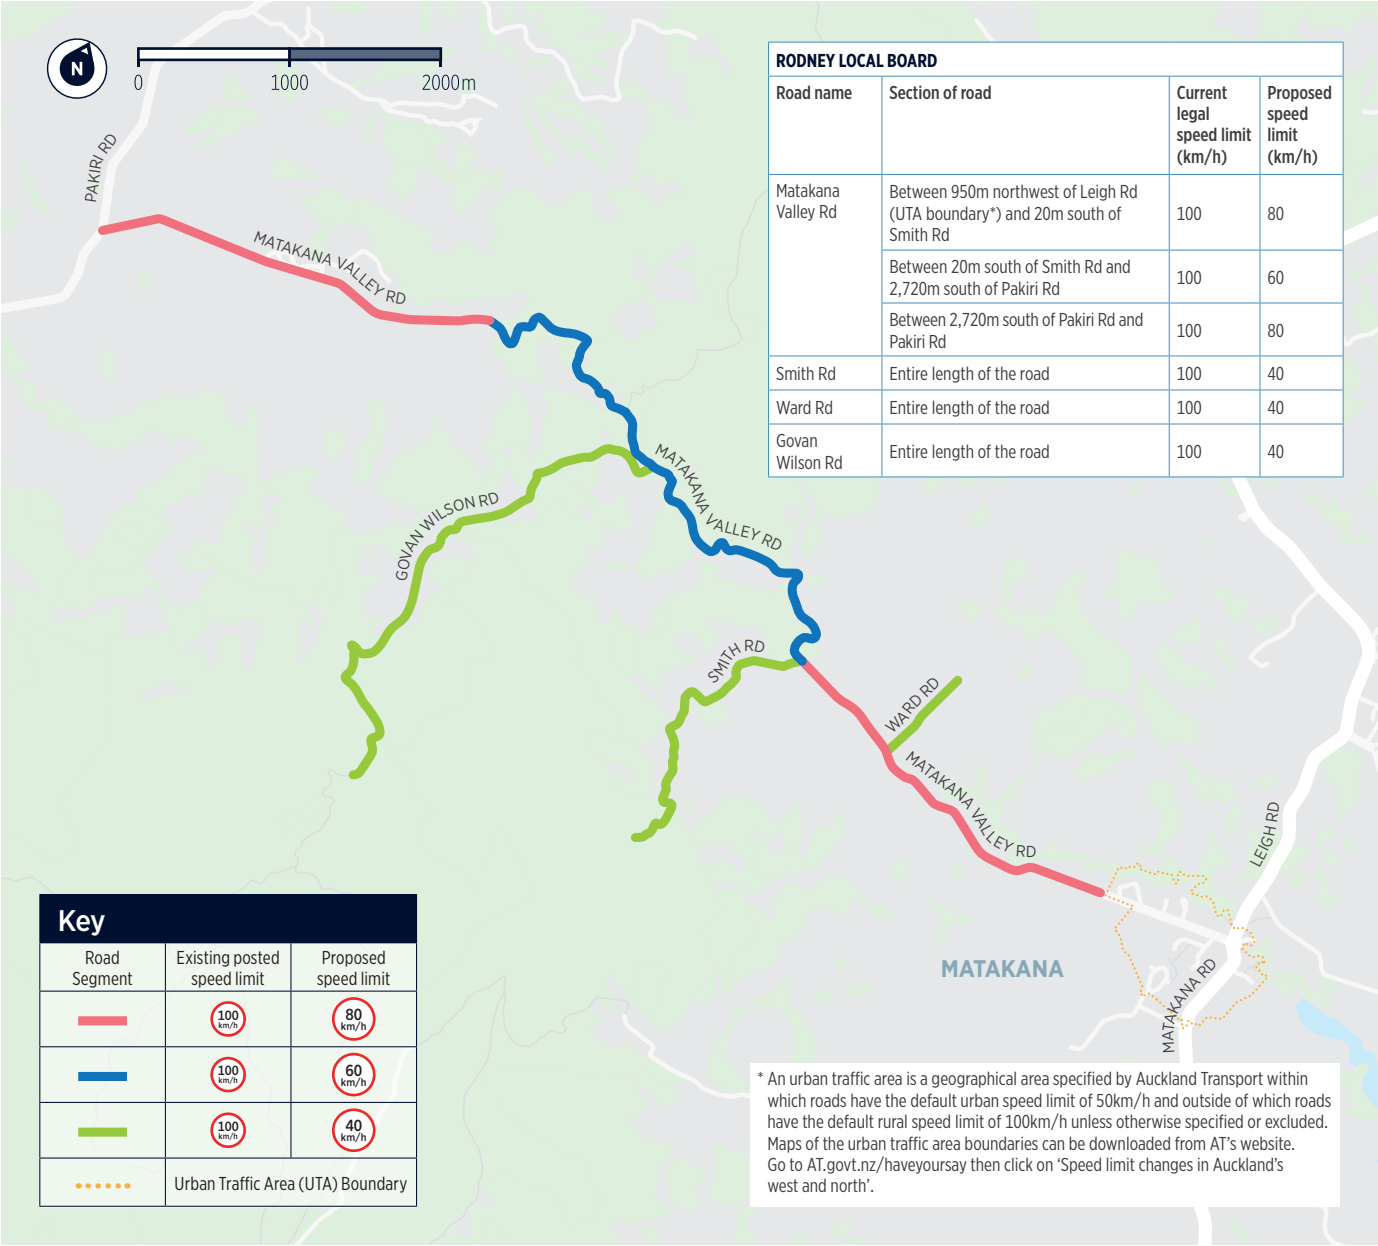 N
0 1000 2000m
RODNEY LOCAL BOARD
Road name
Section of road
Current
legal
speed limit
(km/h)
Proposed
speed
limit
(km/h)
Matakana
Valley Rd
Between 950m northwest of Leigh Rd
(UTA boundary*) and 20m south of
Smith Rd
100
80
Between 20m south of Smith Rd and
2,720m south of Pakiri Rd
100
60
Between 2,720m south of Pakiri Rd and
Pakiri Rd
100
80
Smith Rd
Entire length of the road
100
40
Ward Rd
Entire length of the road
100
40
Govan
Wilson Rd
Entire length of the road
100
40
PAKIRI RD
MATAKANA VALLEY RD
MATAKANA VALLEY RD
GOVAN WILSON RD
SMITH RD
WARD RD
MATAKANA VALLEY RD
LEIGH RD
MATAKANA
MATAKANA RD
Key
Road
Segment
Existing posted
speed limit
Proposed
speed limit
100
km/h
80
km/h
100
km/h
60
km/h
100
km/h
40
km/h
Urban Traffic Area (UTA) Boundary
* An urban traffic area is a geographical area specified by Auckland Transport within
which roads have the default urban speed limit of 50km/h and outside of which roads
have the default rural speed limit of 100km/h unless otherwise specified or excluded.
Maps of the urban traffic area boundaries can be downloaded from AT's website.
Go to AT.govt.nz/haveyoursay then click on 'Speed limit changes in Auckland's
west and north'.